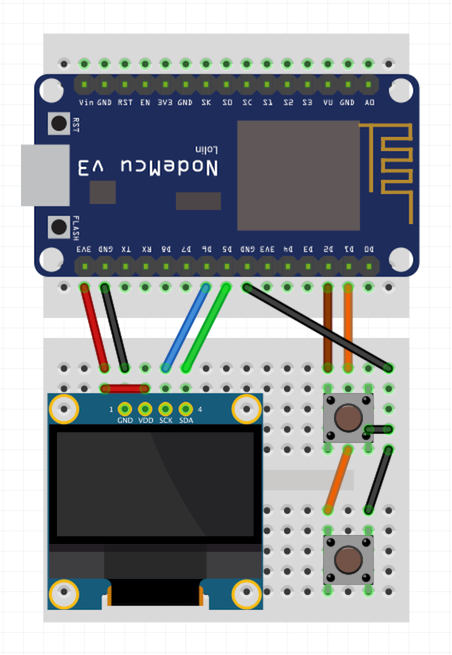 Vin GND RST EN 3V3 GND SK SO SC S1 S2 S3 VU GND AO
RST
Lolin
NodeMcu v3
FLASH
3V3 GND TX RX D8 D7 D6 D5 GND 3V3 D4 D3 D2 D1 D0
1 4
GND VDD SCK SDA